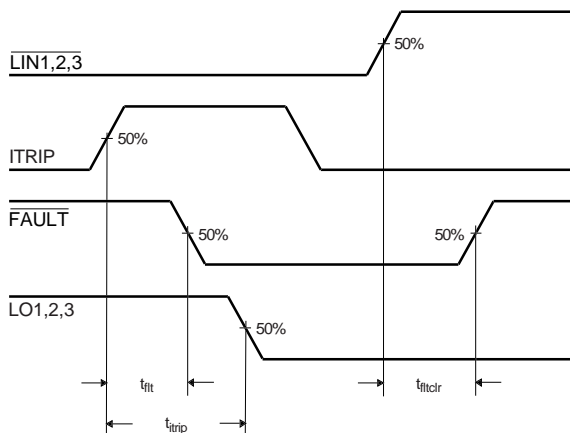 LIN1,2,3
50%
50%
ITRIP
FAULT
50%
50%
LO1,2,3
50%
tflt
tfltclr
titrip